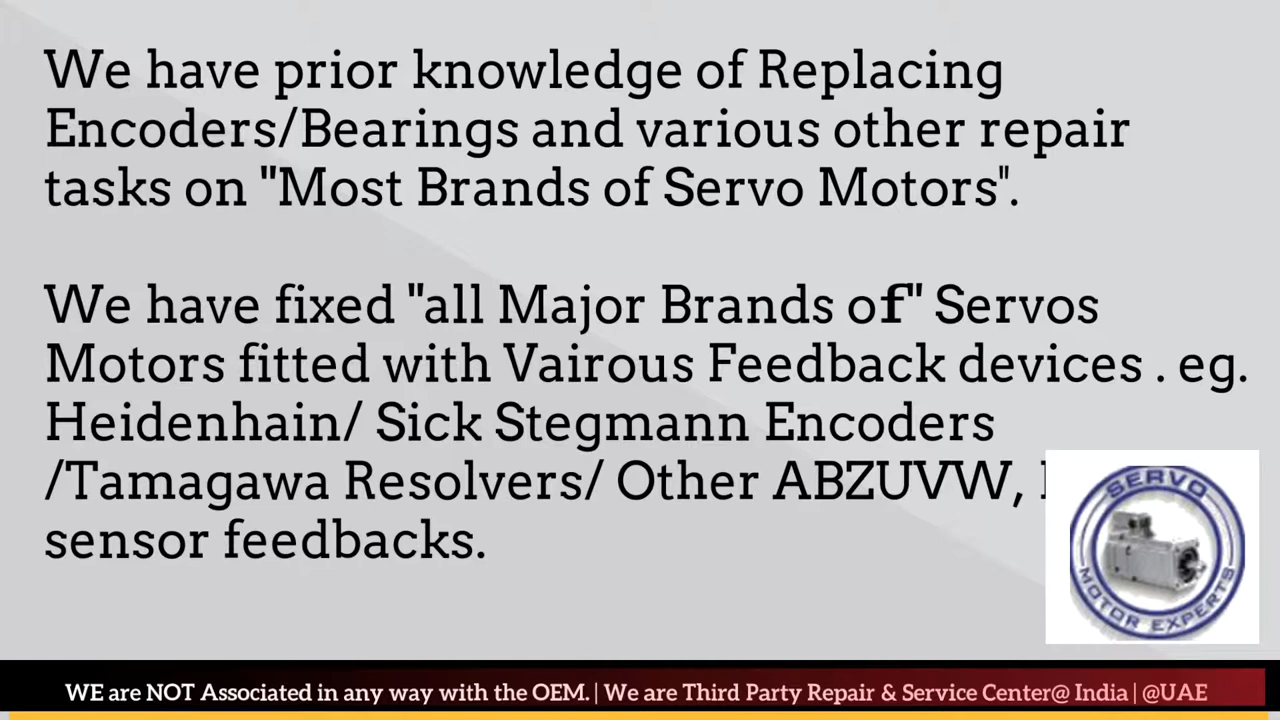 We have prior knowledge of Replacing
Encoders/Bearings and various other repair
tasks on "Most Brands of Servo Motors".
We have fixed "all Major Brands of" Servos
Motors fitted with Vairous Feedback devices . eg.
Heidenhain/ Sick Stegmann Encoders
/Tamagawa Resolvers/ Other ABZUVW,
sensor feedbacks.
SERVO
MOTOR EXPERTS
WE are NOT Associated in any way with the OEM. | We are Third Party Repair & Service Center@ India | @UAE